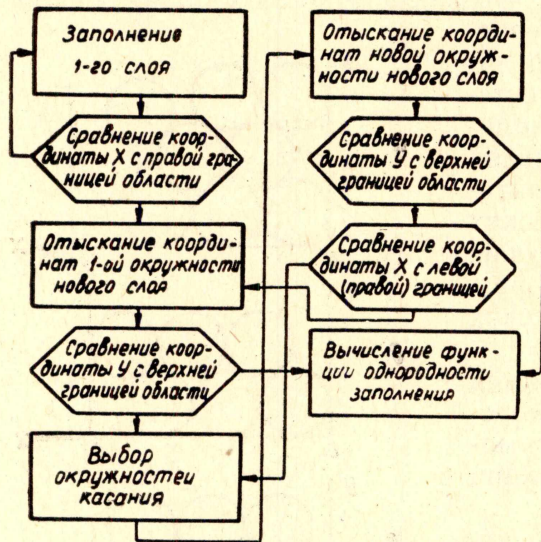 Заполнение
1-го слоя
Сравнение коор-
динаты X с правой гра-
ницей области
Отыскание коорди-
нат 1-ой окружности
нового слоя
Сравнение коор-
динаты У с верхней
границей области
Выбор
окружностей
касания
Отыскание коорди-
нат новой окруж-
ности нового слоя
Сравнение коор-
динаты У с верхней
границей области
Сравнение коор-
динаты X с левой
(правой) границей
Вычисление функ-
ции однородности
заполнения